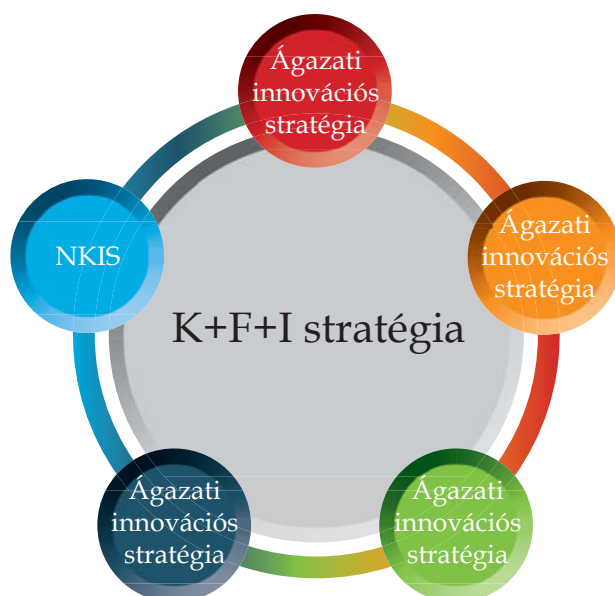 Ágazati
innovációs
stratégia
NKIS
Ágazati
innovációs
stratégia
K+F+I stratégia
Ágazati
innovációs
stratégia
Ágazati
innovációs
stratégia